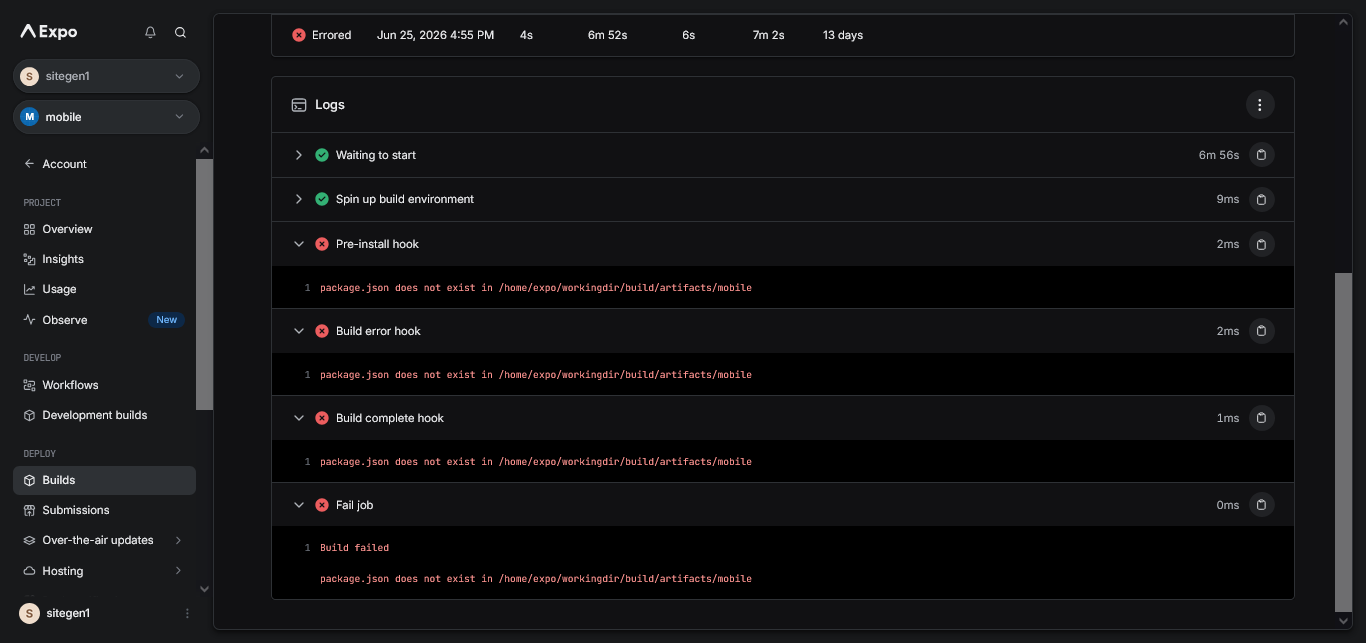 Expo
S sitegen1
M mobile
Account
PROJECT
Overview
Insights
Usage
Observe New
DEVELOP
Workflows
Development builds
DEPLOY
Builds
Submissions
Over-the-air updates
Hosting
S sitegen1
Errored Jun 25, 2026 4:55 PM 4s 6m 52s 6s 7m 2s 13 days
Logs
Waiting to start 6m 56s
Spin up build environment 9ms
Pre-install hook 2ms
1 package.json does not exist in /home/expo/workingdir/build/artifacts/mobile
Build error hook 2ms
1 package.json does not exist in /home/expo/workingdir/build/artifacts/mobile
Build complete hook 1ms
1 package.json does not exist in /home/expo/workingdir/build/artifacts/mobile
Fail job 0ms
1 Build failed
package.json does not exist in /home/expo/workingdir/build/artifacts/mobile